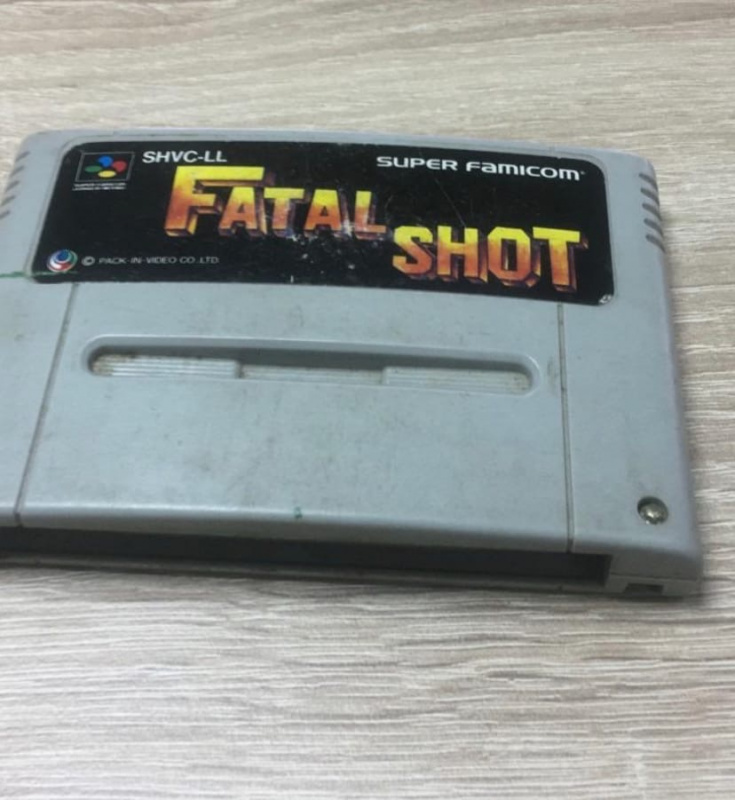 SHVC-LL
SUPER FAMICOM
FATAL
SHOT
© PACK-IN-VIDEO CO.,LTD.